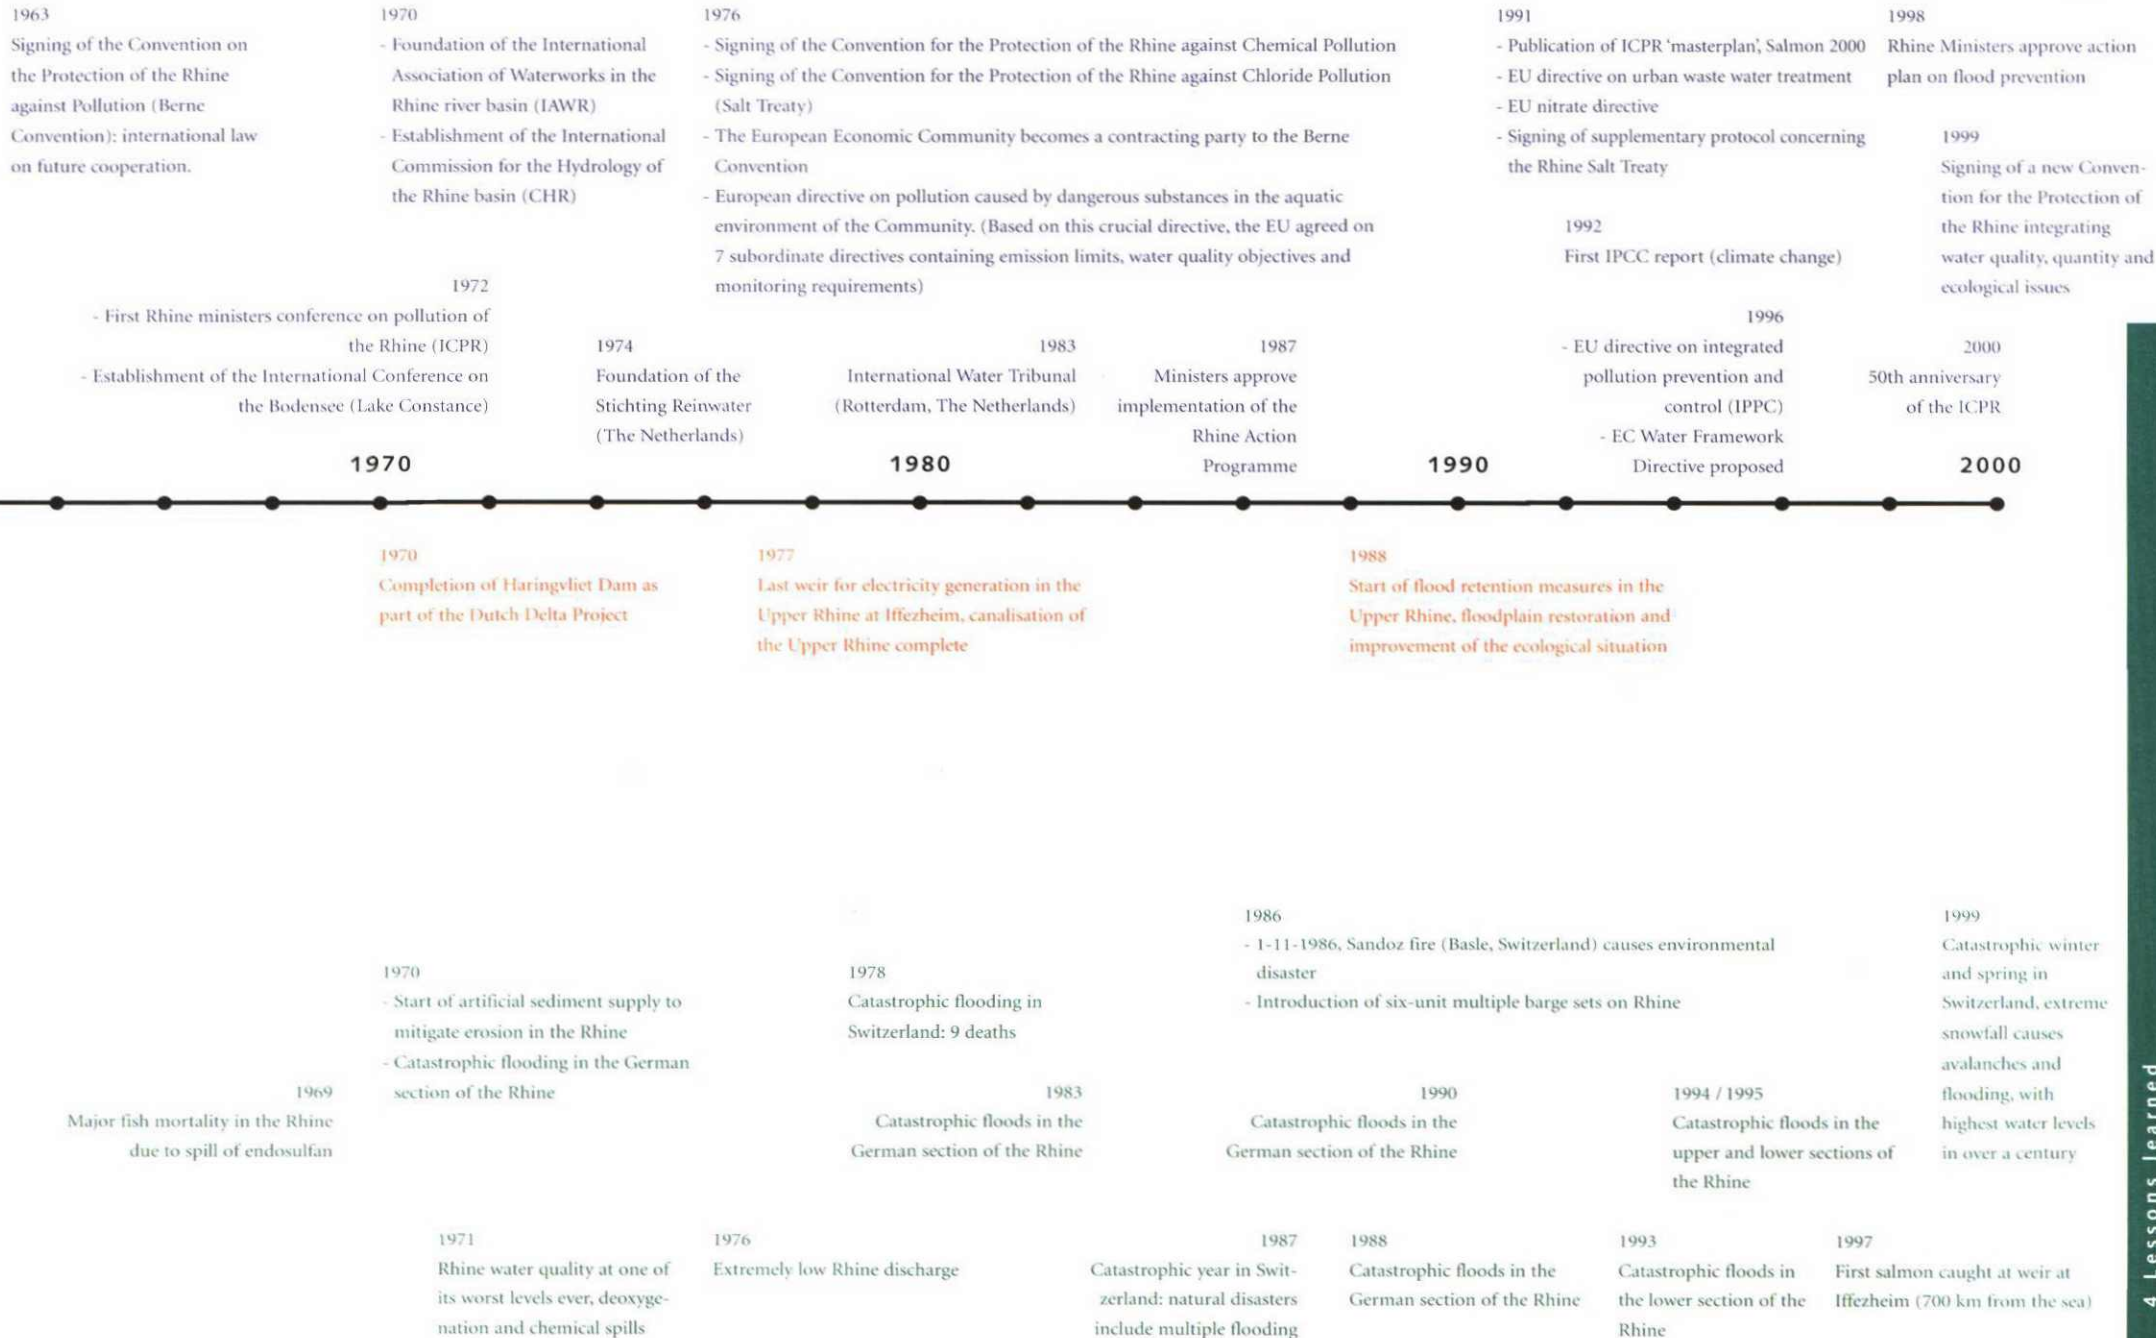 1963
Signing of the Convention on
the Protection of the Rhine
against Pollution (Berne
Convention): international law
on future cooperation.
1970
- Foundation of the International
Association of Waterworks in the
Rhine river basin (IAWR)
- Establishment of the International
Commission for the Hydrology of
the Rhine basin (CHR)
1976
- Signing of the Convention for the Protection of the Rhine against Chemical Pollution
- Signing of the Convention for the Protection of the Rhine against Chloride Pollution
(Salt Treaty)
- The European Economic Community becomes a contracting party to the Berne
Convention
- European directive on pollution caused by dangerous substances in the aquatic
environment of the Community. (Based on this crucial directive, the EU agreed on
7 subordinate directives containing emission limits, water quality objectives and
monitoring requirements)
1991
- Publication of ICPR ‘masterplan’, Salmon 2000
- EU directive on urban waste water treatment
- EU nitrate directive
- Signing of supplementary protocol concerning
the Rhine Salt Treaty
1998
Rhine Ministers approve action
plan on flood prevention
1999
Signing of a new Conven-
tion for the Protection of
the Rhine integrating
water quality, quantity and
ecological issues
1992
First IPCC report (climate change)
1972
- First Rhine ministers conference on pollution of
the Rhine (ICPR)
- Establishment of the International Conference on
the Bodensee (Lake Constance)
1974
Foundation of the
Stichting Reinwater
(The Netherlands)
1983
International Water Tribunal
(Rotterdam, The Netherlands)
1987
Ministers approve
implementation of the
Rhine Action
Programme
1996
- EU directive on integrated
pollution prevention and
control (IPPC)
- EC Water Framework
Directive proposed
2000
50th anniversary
of the ICPR
1970
1980
1990
2000
1970
Completion of Haringvliet Dam as
part of the Dutch Delta Project
1977
Last weir for electricity generation in the
Upper Rhine at Iffezheim, canalisation of
the Upper Rhine complete
1988
Start of flood retention measures in the
Upper Rhine, floodplain restoration and
improvement of the ecological situation
1986
- 1-11-1986, Sandoz fire (Basle, Switzerland) causes environmental
disaster
- Introduction of six-unit multiple barge sets on Rhine
1999
Catastrophic winter
and spring in
Switzerland, extreme
snowfall causes
avalanches and
flooding, with
highest water levels
in over a century
1970
- Start of artificial sediment supply to
mitigate erosion in the Rhine
- Catastrophic flooding in the German
section of the Rhine
1978
Catastrophic flooding in
Switzerland: 9 deaths
1969
Major fish mortality in the Rhine
due to spill of endosulfan
1983
Catastrophic floods in the
German section of the Rhine
1990
Catastrophic floods in the
German section of the Rhine
1994 / 1995
Catastrophic floods in the
upper and lower sections of
the Rhine
1971
Rhine water quality at one of
its worst levels ever, deoxyge-
nation and chemical spills
1976
Extremely low Rhine discharge
1987
Catastrophic year in Swit-
zerland: natural disasters
include multiple flooding
1988
Catastrophic floods in the
German section of the Rhine
1993
Catastrophic floods in
the lower section of the
Rhine
1997
First salmon caught at weir at
Iffezheim (700 km from the sea)
4 Lessons learned